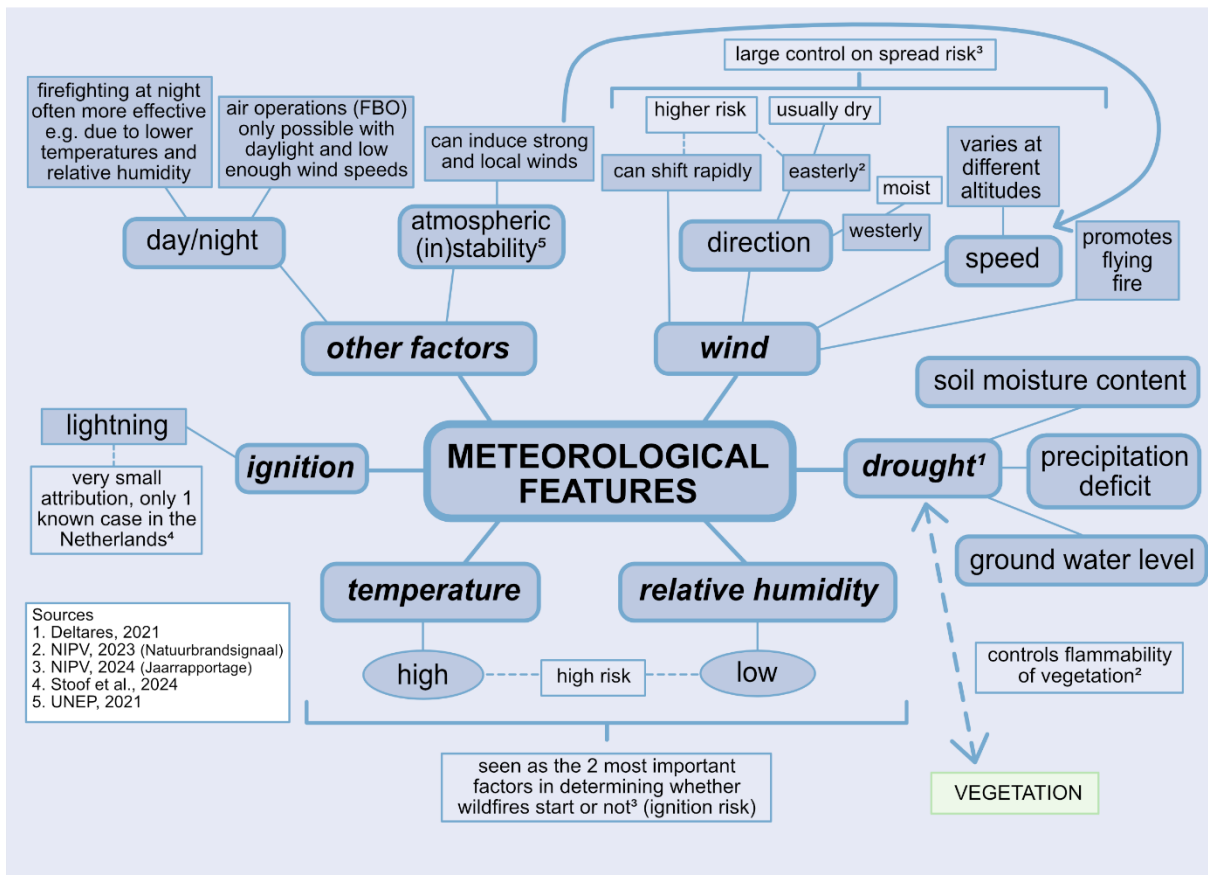 large control on spread risk³
firefighting at night
often more effective
e.g. due to lower
temperatures and
relative humidity
air operations (FBO)
only possible with
daylight and low
enough wind speeds
can induce strong
and local winds
higher risk
usually dry
can shift rapidly
easterly²
varies at
different
altitudes
moist
westerly
day/night
atmospheric
(in)stability⁵
direction
speed
promotes
flying
fire
other factors
wind
soil moisture content
lightning
ignition
METEOROLOGICAL
FEATURES
drought¹
precipitation
deficit
very small
attribution, only 1
known case in the
Netherlands⁴
ground water level
temperature
relative humidity
Sources
1. Deltares, 2021
2. NIPV, 2023 (Natuurbrandsignaal)
3. NIPV, 2024 (Jaarrapportage)
4. Stoof et al., 2024
5. UNEP, 2021
high
high risk
low
controls flammability
of vegetation²
seen as the 2 most important
factors in determining whether
wildfires start or not³ (ignition risk)
VEGETATION